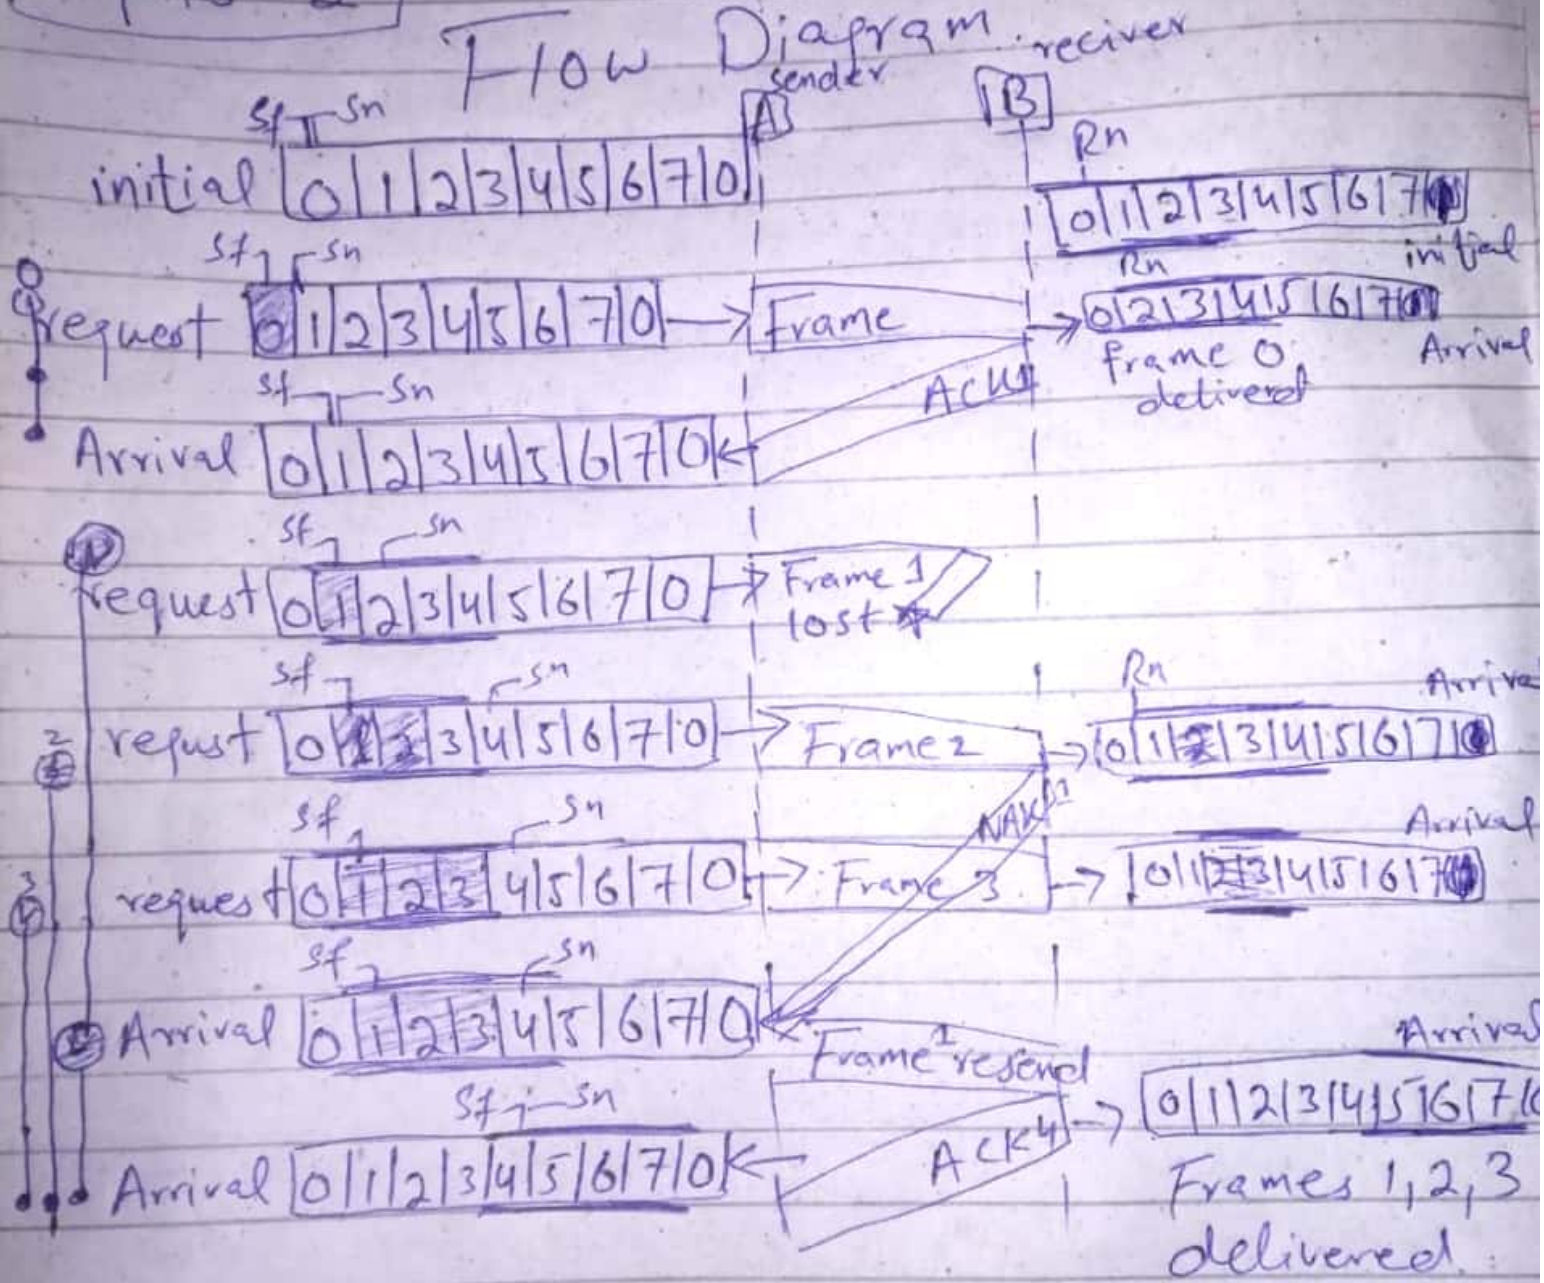 Flow Diagram
sender
reciver
A
B
Sf Sn
initial 0 1 2 3 4 5 6 7 0
Rn
0 1 2 3 4 5 6 7
initial
Sf Sn
request 0 1 2 3 4 5 6 7 0
Frame
Rn
0 2 3 4 5 6 7
Arrival
frame 0
delivered
ACK1
Sf Sn
Arrival 0 1 2 3 4 5 6 7 0
Sf Sn
request 0 1 2 3 4 5 6 7 0
Frame 1
lost
Sf Sn
requst 0 1 2 3 4 5 6 7 0
Frame 2
Rn
Arriva
0 1 2 3 4 5 6 7 0
2
NAK 1
Sf Sn
request 0 1 2 3 4 5 6 7 0
Frame 3
Arrival
0 1 2 3 4 5 6 7
3
Sf Sn
Arrival 0 1 2 3 4 5 6 7 0
Frame 1 resend
Arrival
0 1 2 3 4 5 6 7
Sf Sn
Arrival 0 1 2 3 4 5 6 7 0
ACK4
Frames 1,2,3
delivered.